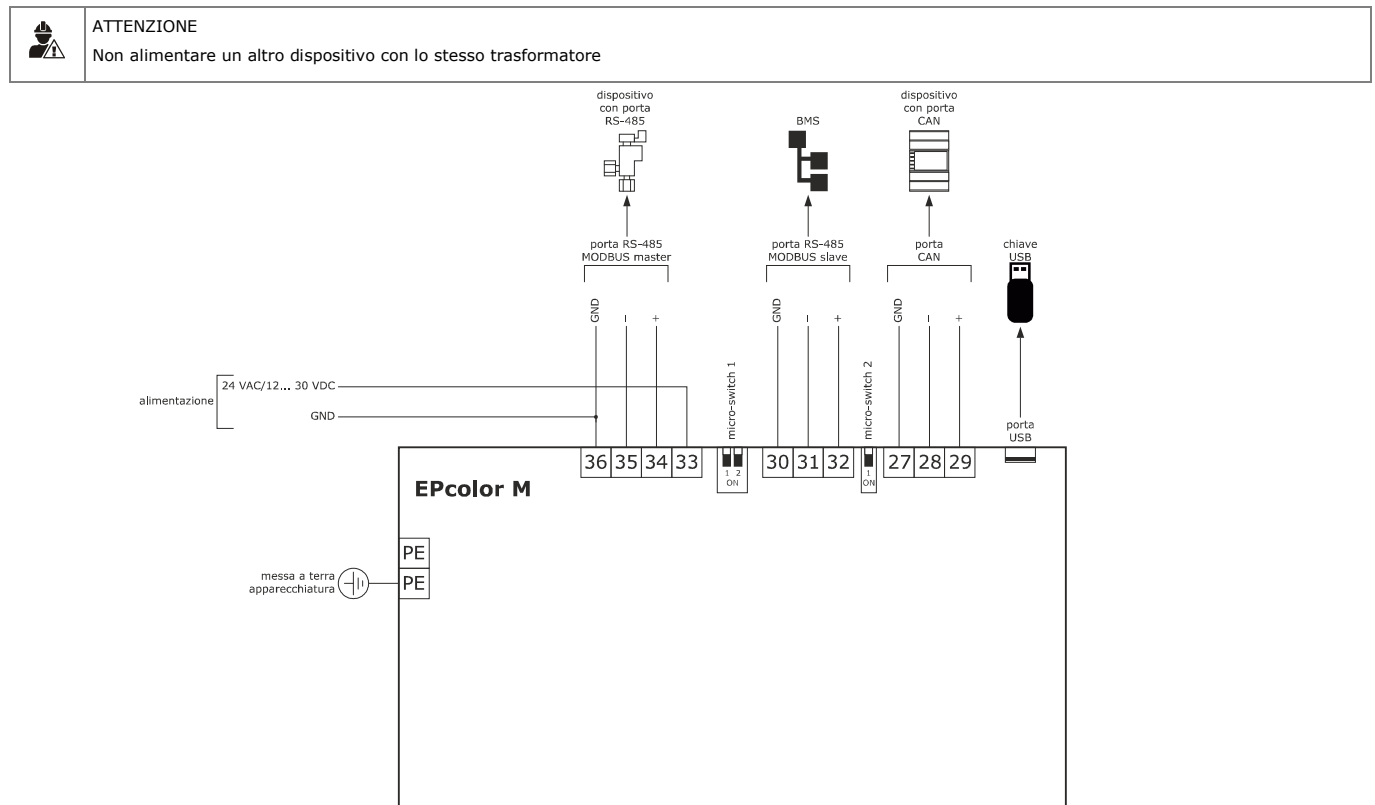 ATTENZIONE
Non alimentare un altro dispositivo con lo stesso trasformatore
dispositivo
con porta
RS-485
BMS
dispositivo
con porta
CAN
porta RS-485
MODBUS master
porta RS-485
MODBUS slave
porta
CAN
chiave
USB
GND
–
+
GND
–
+
GND
–
+
micro-switch 1
micro-switch 2
24 VAC/12... 30 VDC
alimentazione
GND
porta
USB
36 35 34 33
1 2
ON
30 31 32
1
ON
27 28 29
EPcolor M
PE
messa a terra
apparecchiatura
PE